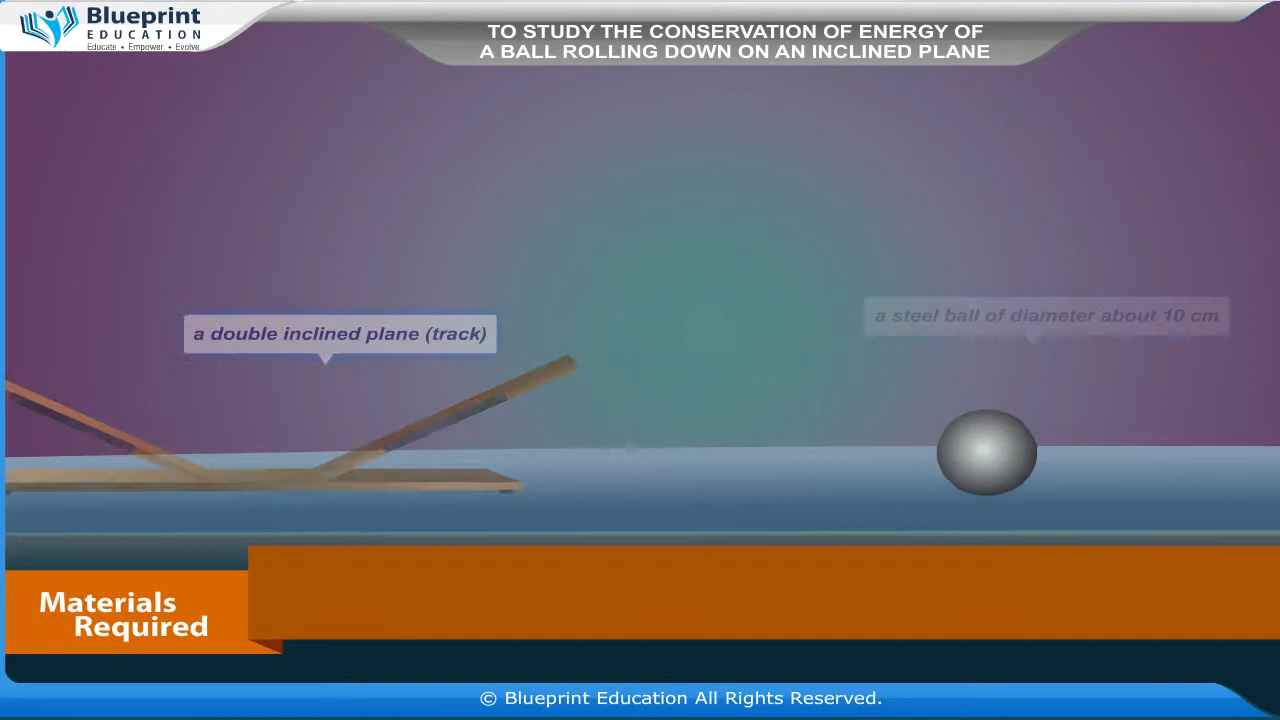 Blueprint
EDUCATION
Educate • Empower • Evolve
TO STUDY THE CONSERVATION OF ENERGY OF
A BALL ROLLING DOWN ON AN INCLINED PLANE
a double inclined plane (track)
a steel ball of diameter about 10 cm
Materials
Required
© Blueprint Education All Rights Reserved.